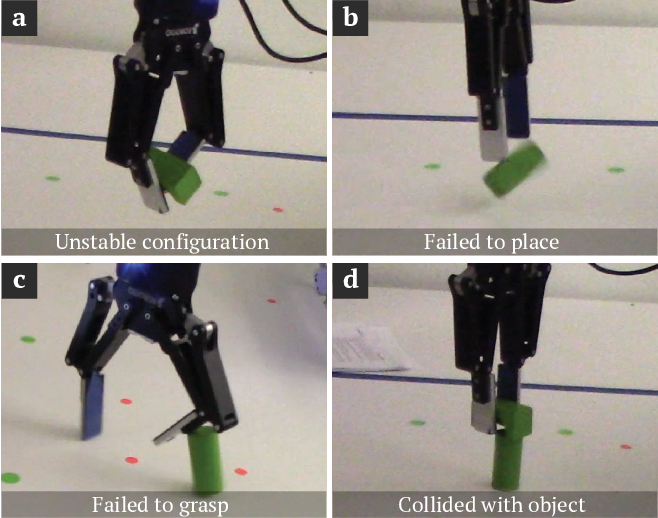 a
Unstable configuration
b
Failed to place
c
Failed to grasp
d
Collided with object